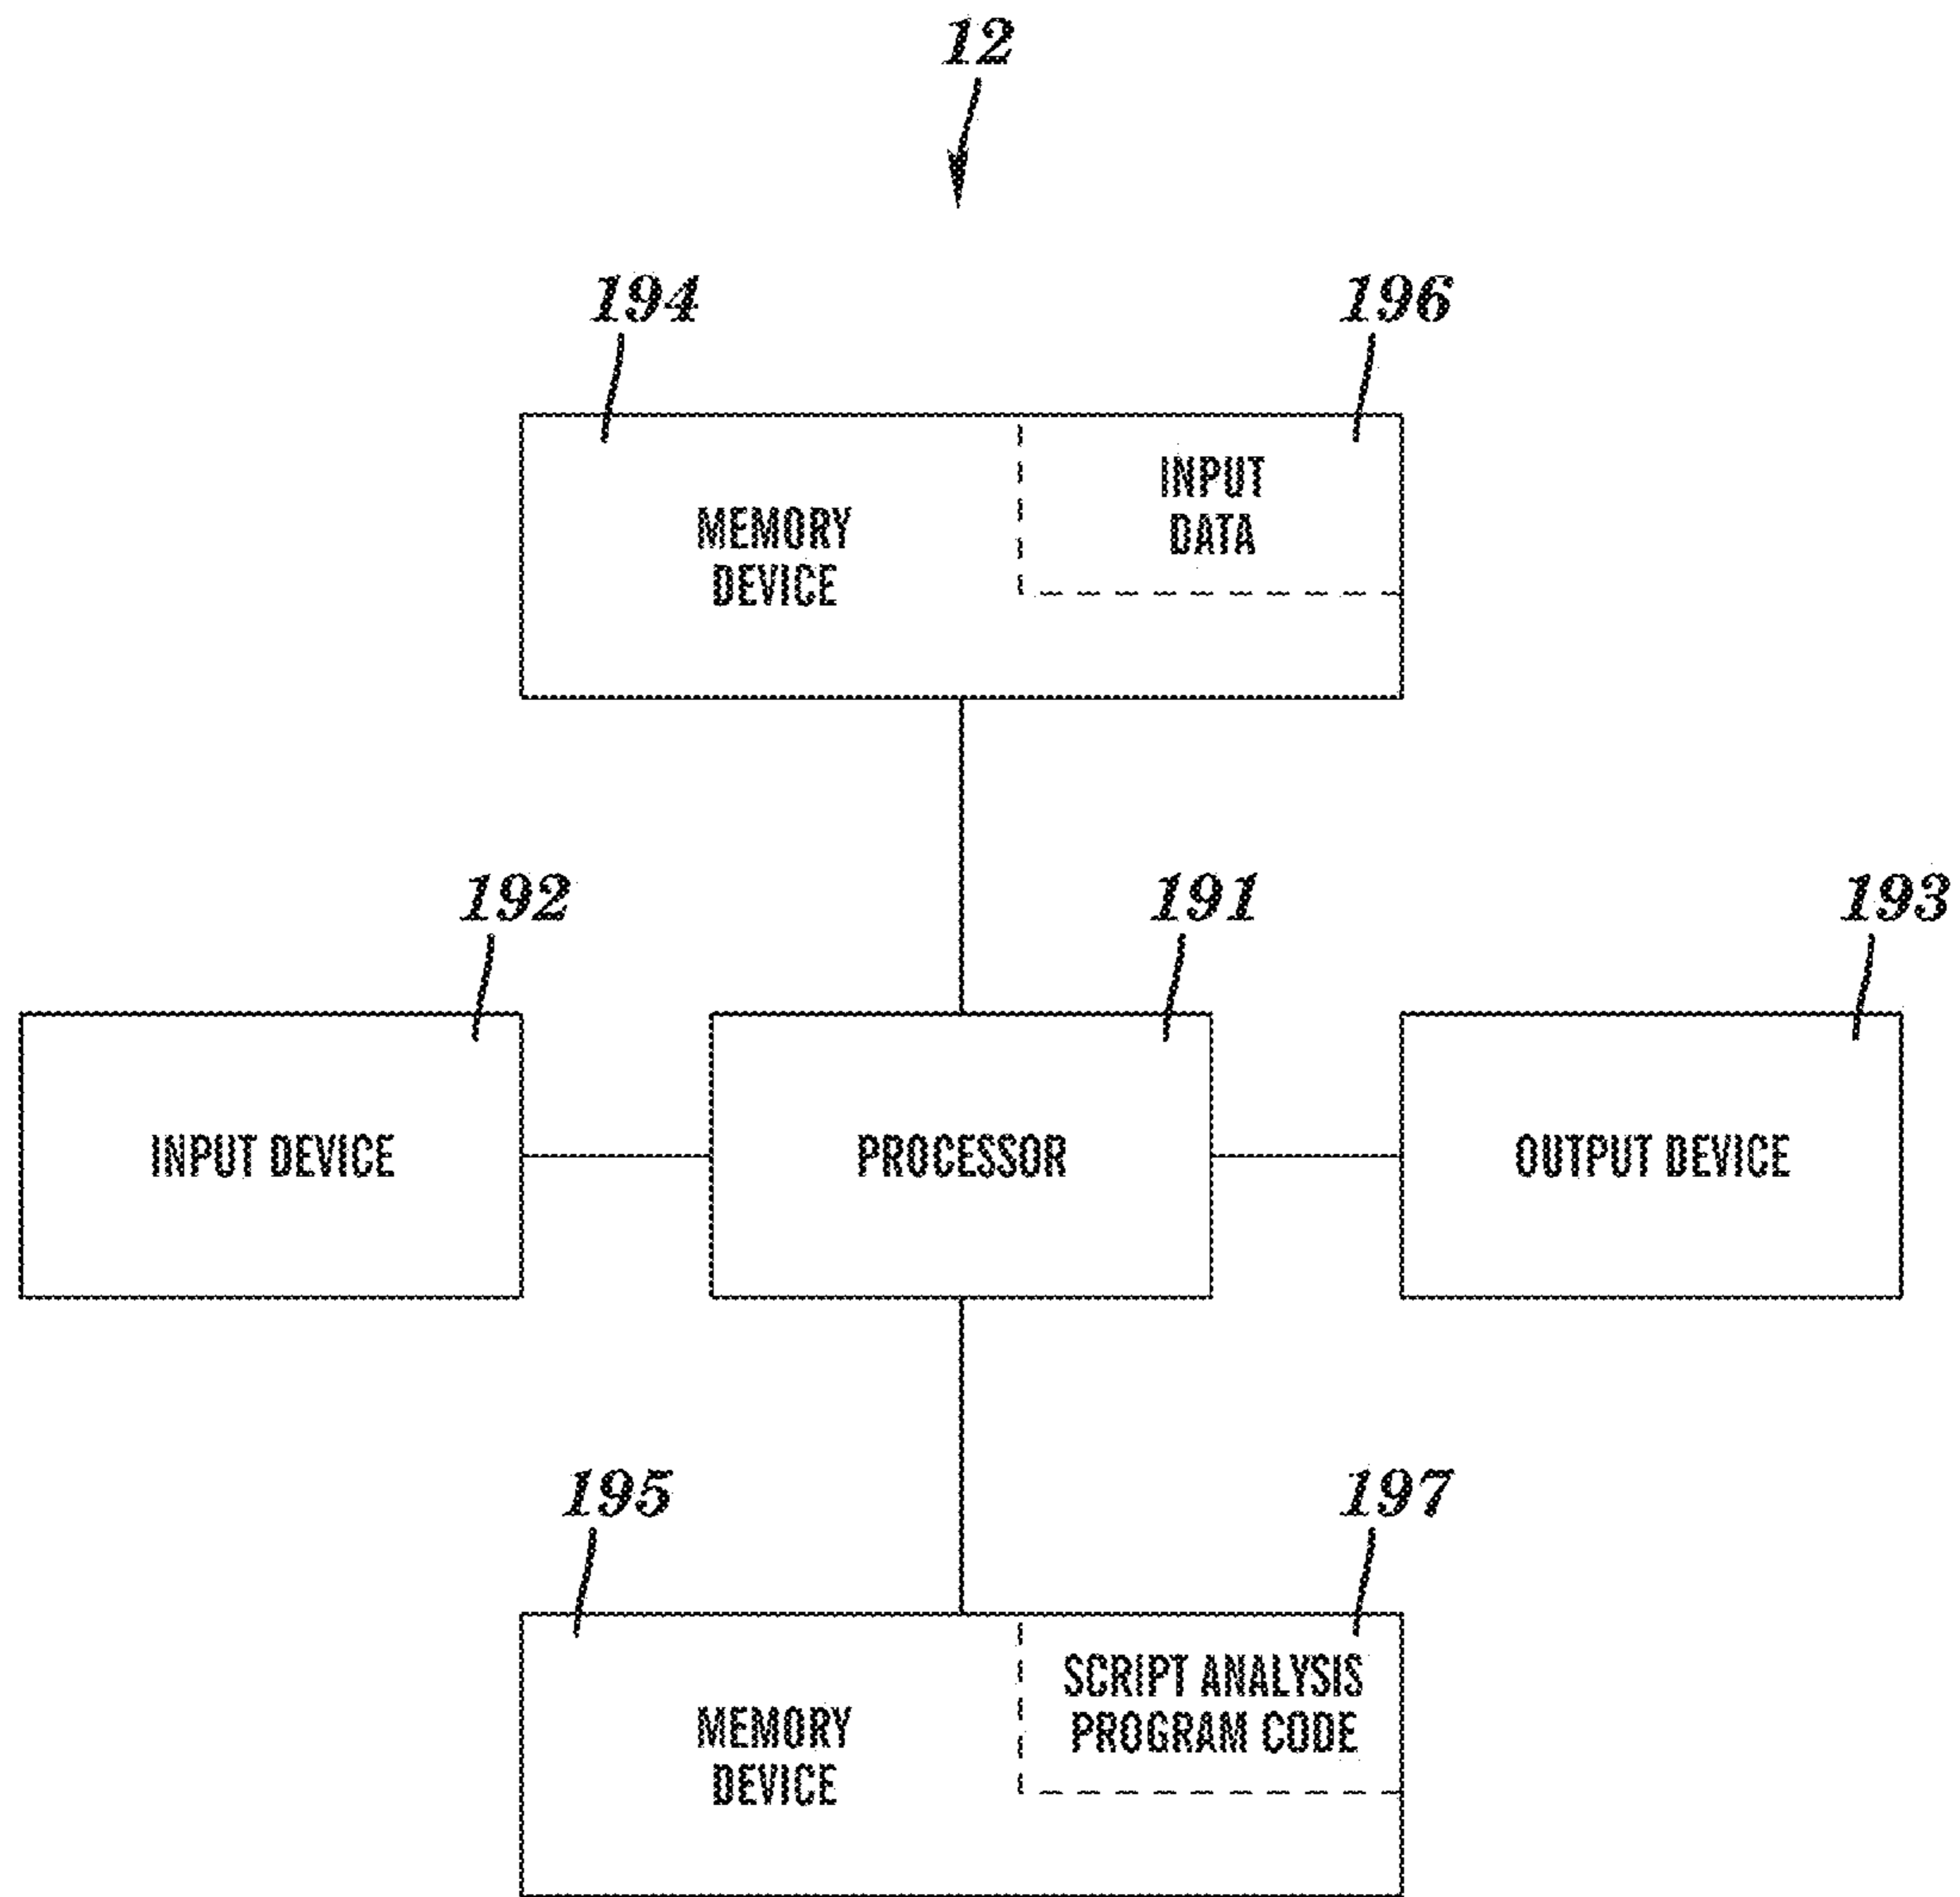 12
194
196
INPUT
DATA
MEMORY
DEVICE
192
191
193
INPUT DEVICE
PROCESSOR
OUTPUT DEVICE
195
197
SCRIPT ANALYSIS
PROGRAM CODE
MEMORY
DEVICE